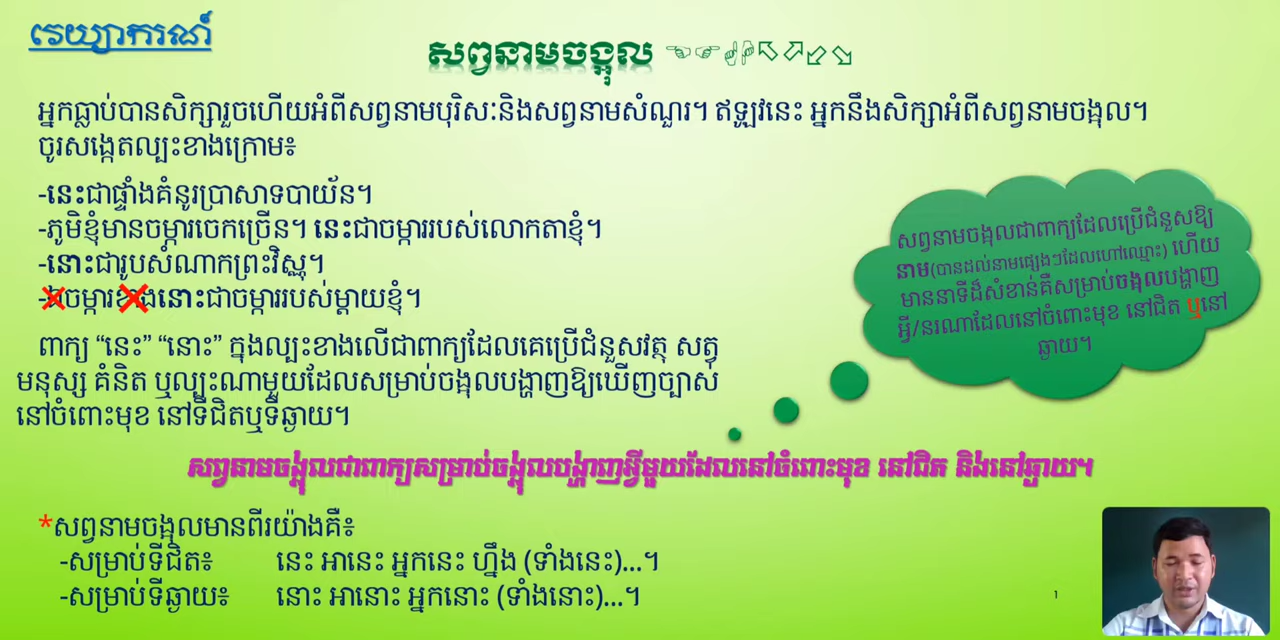 វេយ្យាករណ៍
សព្វនាមចង្អុល
អ្នកធ្លាប់បានសិក្សារួចហើយអំពីសព្វនាមបុរិសៈនិងសព្វនាមសំណួរ។ ឥឡូវនេះ អ្នកនឹងសិក្សាអំពីសព្វនាមចង្អុល។
ចូរសង្កេតល្បះខាងក្រោម៖
-នេះជាផ្ទាំងគំនូរប្រាសាទបាយ័ន។
-ភូមិខ្ញុំមានចម្ការចេកច្រើន។ នេះជាចម្ការរបស់លោកតាខ្ញុំ។
-នោះជារូបសំណាកព្រះវិស្ណុ។
ចម្ការខាងនោះជាចម្ការរបស់ម្ដាយខ្ញុំ។
ពាក្យ “នេះ” “នោះ” ក្នុងល្បះខាងលើជាពាក្យដែលគេប្រើជំនួសវត្ថុ សត្វ
មនុស្ស គំនិត ឬល្បះណាមួយដែលសម្រាប់ចង្អុលបង្ហាញឱ្យឃើញច្បាស់
នៅចំពោះមុខ នៅទីជិតឬទីឆ្ងាយ។
សព្វនាមចង្អុលជាពាក្យដែលប្រើជំនួសឱ្យ
នាម(បានដល់នាមផ្សេងៗដែលហៅឈ្មោះ) ហើយ
មាននាទីដ៏សំខាន់គឺសម្រាប់ចង្អុលបង្ហាញ
អ្វី/នរណាដែលនៅចំពោះមុខ នៅជិត ឬនៅ
ឆ្ងាយ។
សព្វនាមចង្អុលជាពាក្យសម្រាប់ចង្អុលបង្ហាញអ្វីមួយដែលនៅចំពោះមុខ នៅជិត និងនៅឆ្ងាយ។
*សព្វនាមចង្អុលមានពីរយ៉ាងគឺ៖
-សម្រាប់ទីជិត៖ នេះ អានេះ អ្នកនេះ ហ្នឹង (ទាំងនេះ)...។
-សម្រាប់ទីឆ្ងាយ៖ នោះ អានោះ អ្នកនោះ (ទាំងនោះ)...។
1